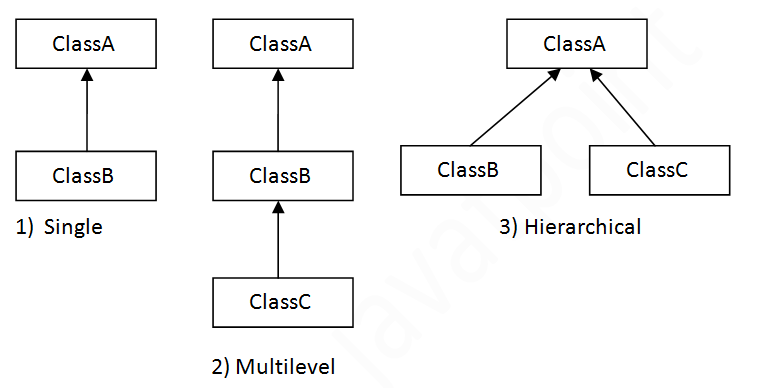 ClassA
ClassB
1) Single
ClassA
ClassB
ClassC
2) Multilevel
ClassA
ClassB
ClassC
3) Hierarchical